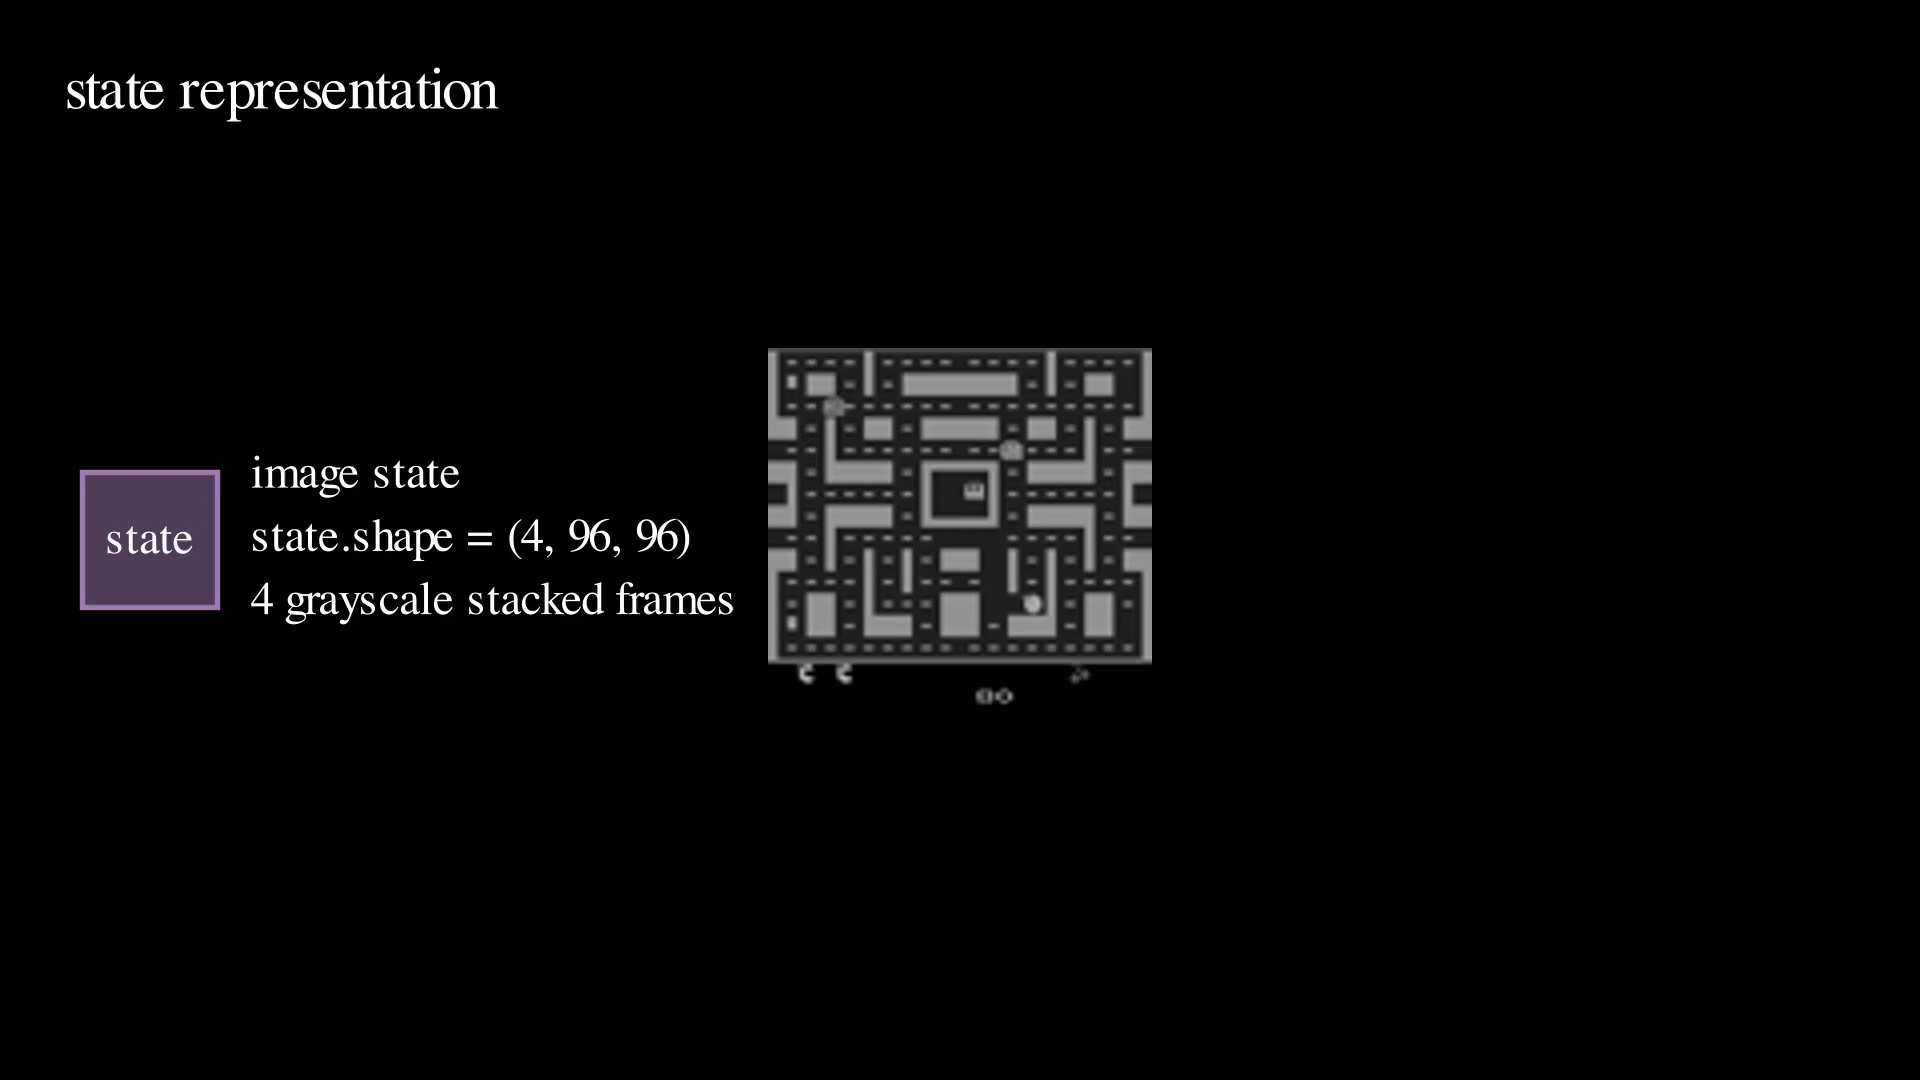 state representation
state
image state
state.shape = (4, 96, 96)
4 grayscale stacked frames